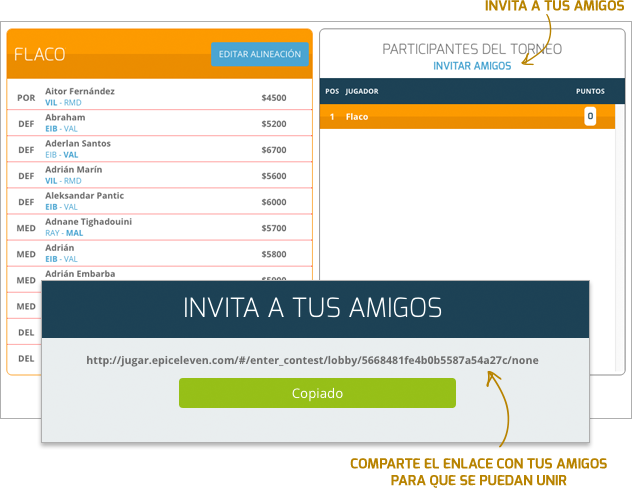 INVITA A TUS AMIGOS
FLACO
EDITAR ALINEACIÓN
POR Aitor Fernández $4500
VIL - RMD
DEF Abraham $5200
EIB - VAL
DEF Aderlan Santos $6700
EIB - VAL
DEF Adrián Marín $5600
VIL - RMD
DEF Aleksandar Pantic $6000
EIB - VAL
MED Adnane Tighadouini $5700
RAY - MAL
MED Adrián $5800
EIB - VAL
MED Adrián Embarba
MED
DEL
DEL
PARTICIPANTES DEL TORNEO
INVITAR AMIGOS
POS JUGADOR PUNTOS
1 Flaco 0
INVITA A TUS AMIGOS
http://jugar.epiceleven.com/#/enter_contest/lobby/5668481fe4b0b5587a54a27c/none
Copiado
COMPARTE EL ENLACE CON TUS AMIGOS
PARA QUE SE PUEDAN UNIR